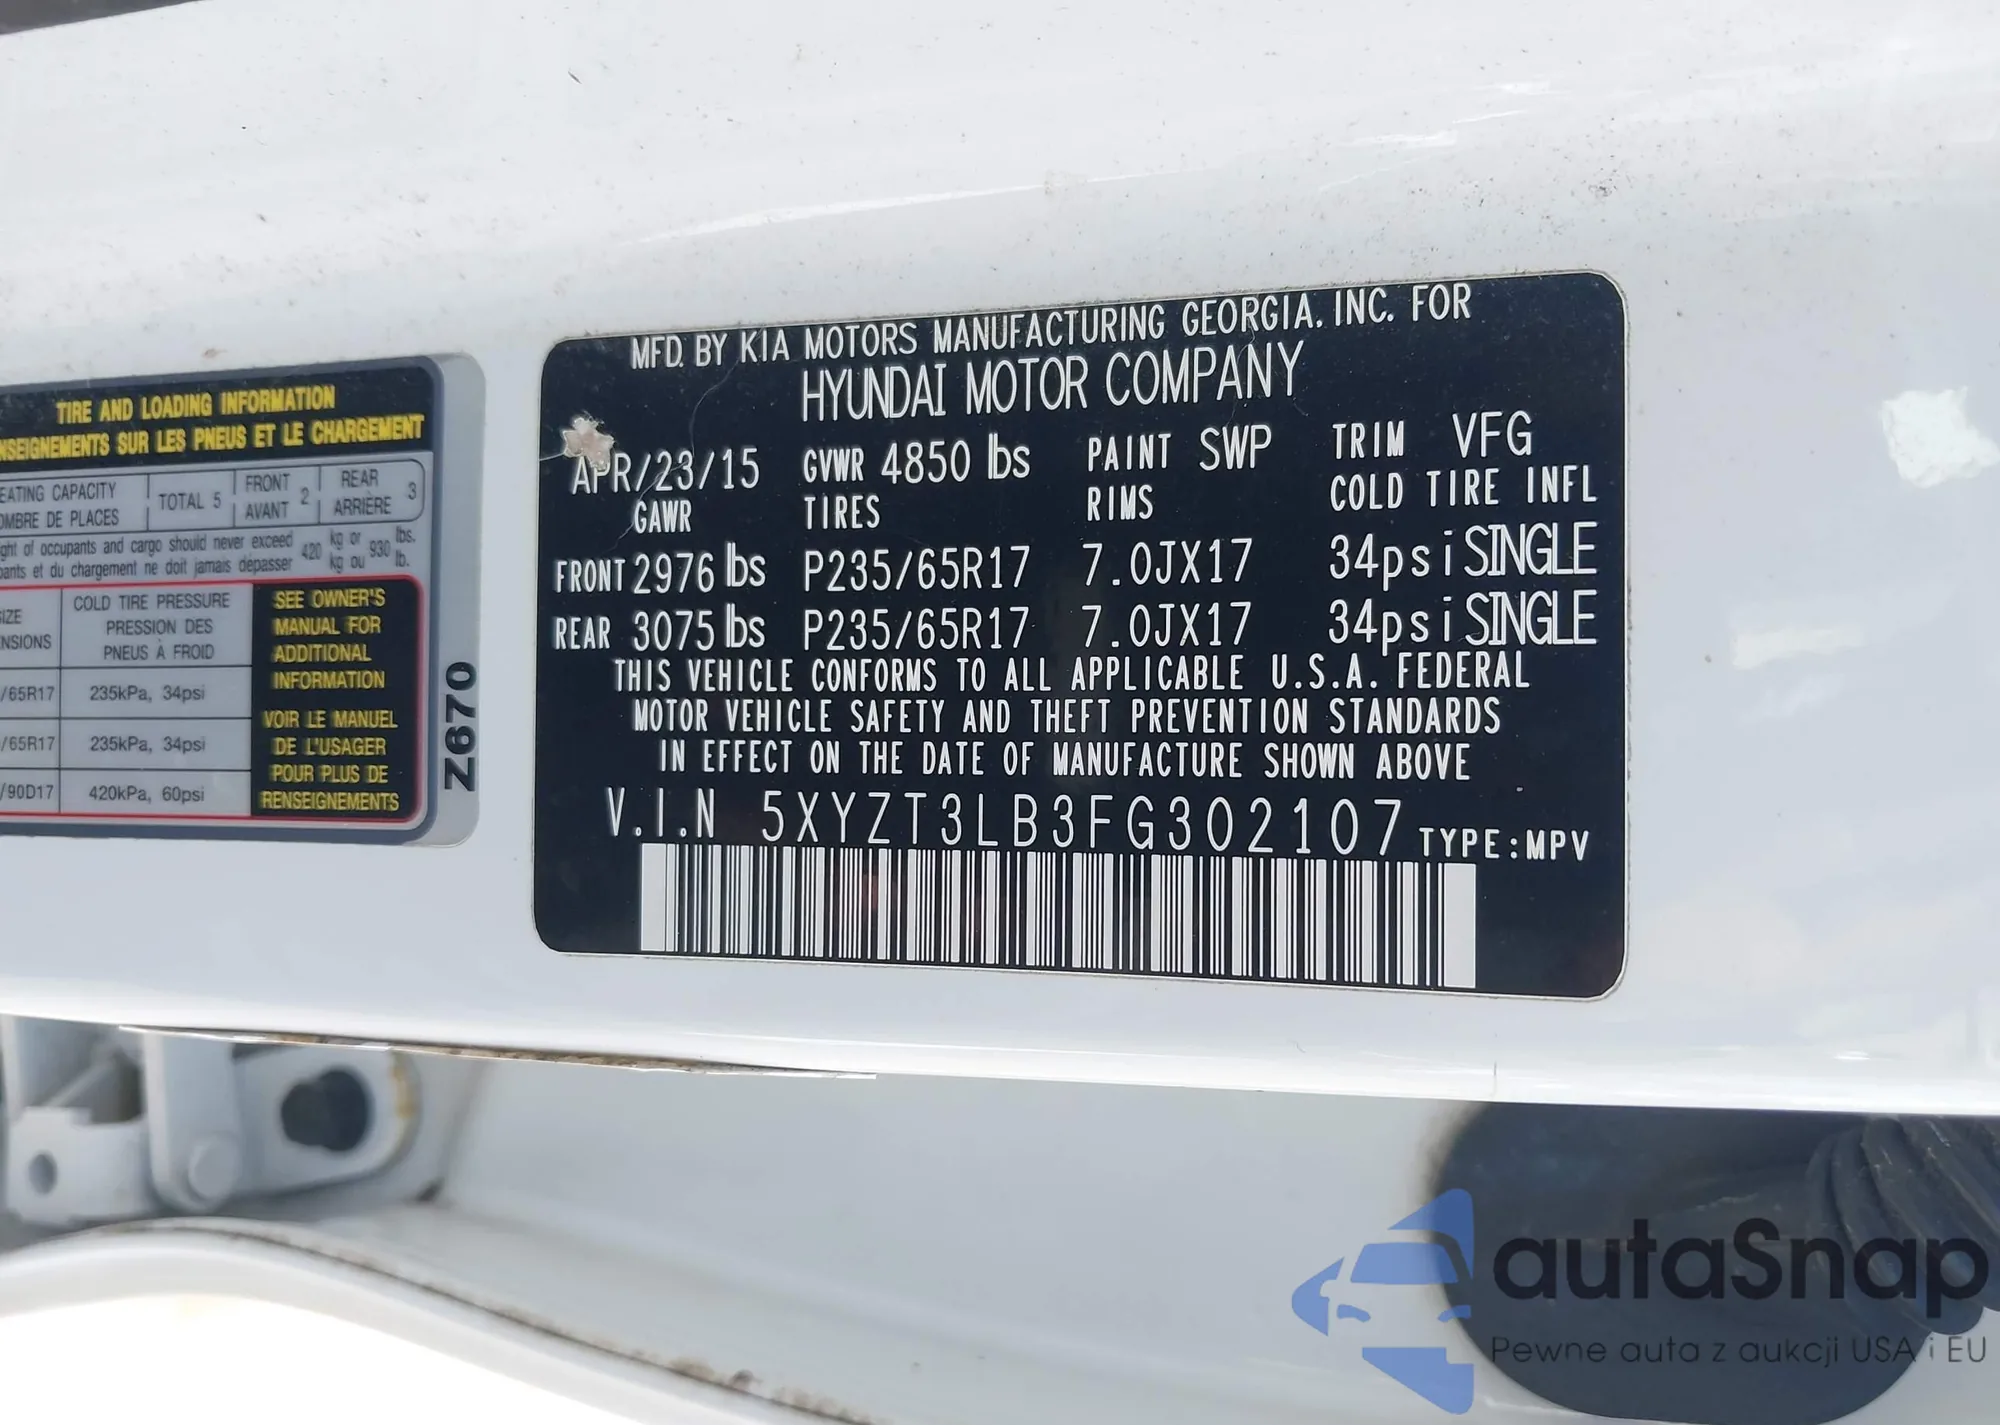 TIRE AND LOADING INFORMATION
NSEIGNEMENTS SUR LES PNEUS ET LE CHARGEMENT
EATING CAPACITY
OMBRE DE PLACES
TOTAL 5
FRONT
AVANT
2
REAR
ARRIÈRE
3
ght of occupants and cargo should never exceed 420 kg or 930 lbs.
pants et du chargement ne doit jamais dépasser kg ou lb.
SIZE
NSIONS
COLD TIRE PRESSURE
PRESSION DES
PNEUS À FROID
/65R17 235kPa, 34psi
/65R17 235kPa, 34psi
/90D17 420kPa, 60psi
SEE OWNER'S
MANUAL FOR
ADDITIONAL
INFORMATION
VOIR LE MANUEL
DE L'USAGER
POUR PLUS DE
RENSEIGNEMENTS
Z670
MFD. BY KIA MOTORS MANUFACTURING GEORGIA, INC. FOR
HYUNDAI MOTOR COMPANY
APR/23/15 GVWR 4850 lbs PAINT SWP TRIM VFG
GAWR TIRES RIMS COLD TIRE INFL
FRONT 2976 lbs P235/65R17 7.0JX17 34psi SINGLE
REAR 3075 lbs P235/65R17 7.0JX17 34psi SINGLE
THIS VEHICLE CONFORMS TO ALL APPLICABLE U.S.A. FEDERAL
MOTOR VEHICLE SAFETY AND THEFT PREVENTION STANDARDS
IN EFFECT ON THE DATE OF MANUFACTURE SHOWN ABOVE
V.I.N 5XYZT3LB3FG302107 TYPE:MPV
autaSnap
Pewne auta z aukcji USA i EU